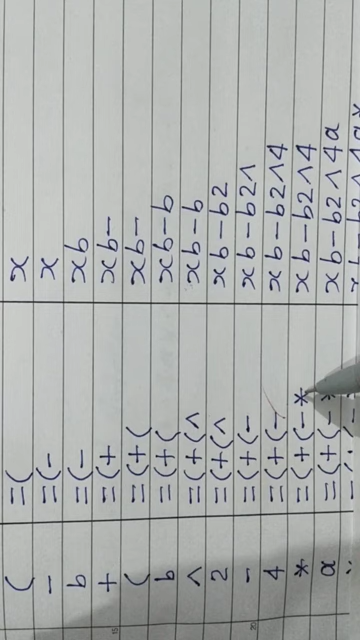 ( =( x
- =(- x
b =(- xb
+ =(+ xb-
( =(+( xb-
b =(+( xb-b
^ =(+(^ xb-b
2 =(+(^ xb-b2
- =(+(- xb-b2^
4 =(+(- xb-b2^4
* =(+(-* xb-b2^4
a =(+(-* xb-b2^4a